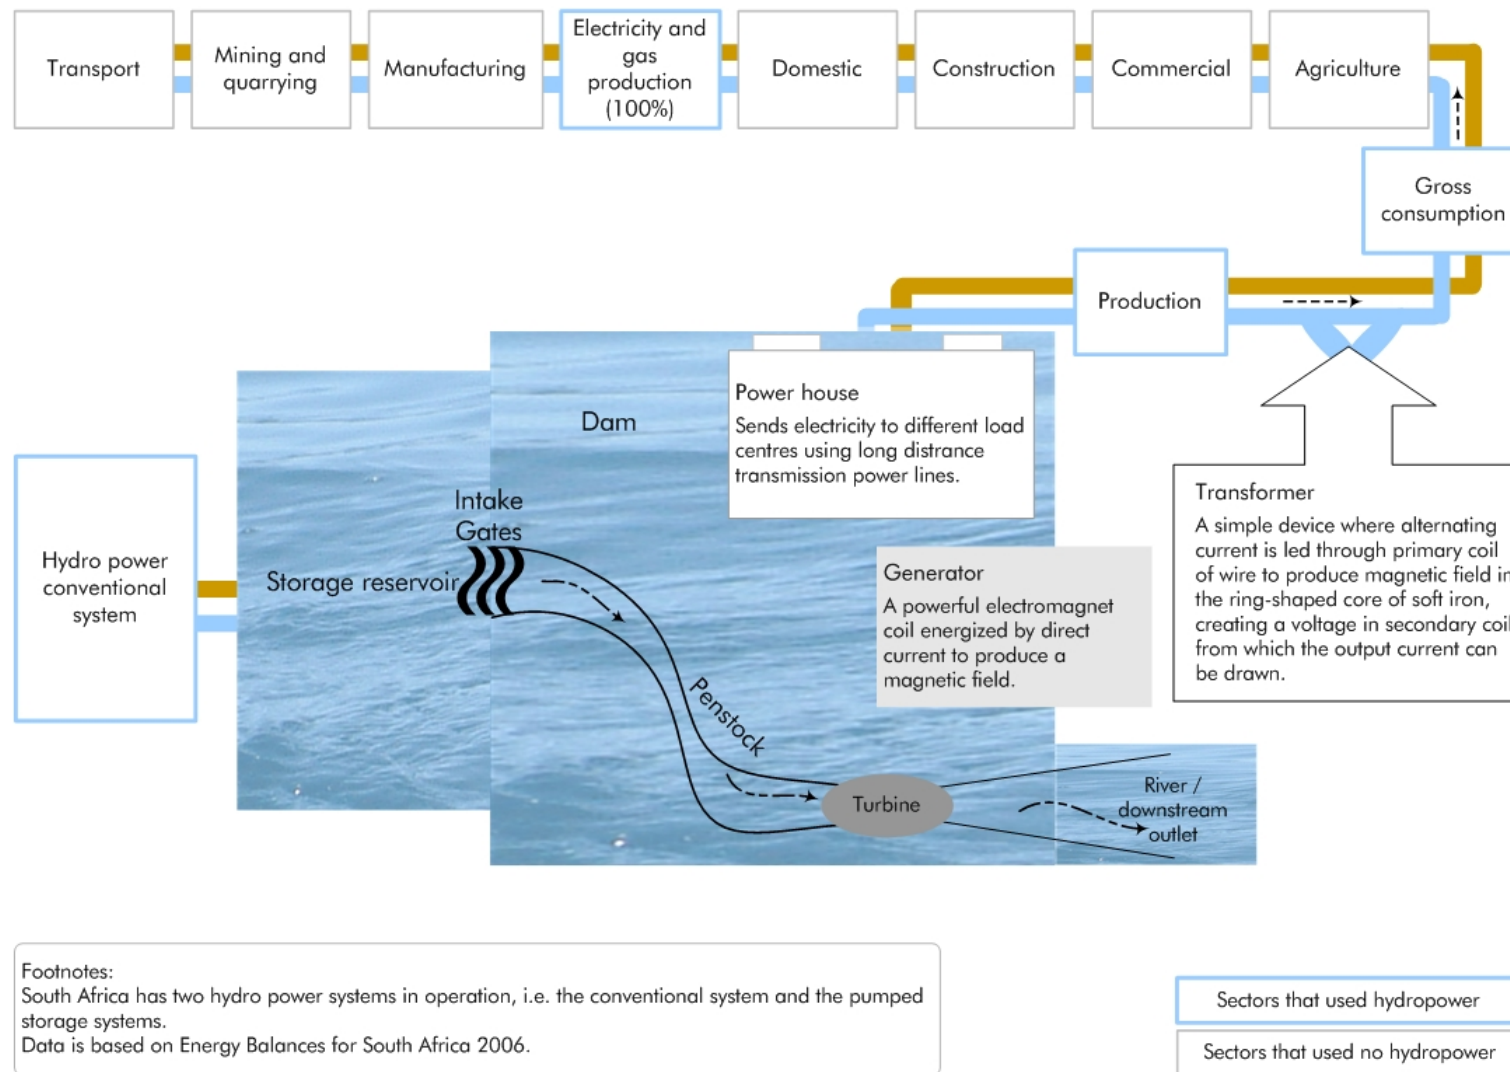 Transport
Mining and
quarrying
Manufacturing
Electricity and
gas
production
(100%)
Domestic
Construction
Commercial
Agriculture
Gross
consumption
Production
Power house
Sends electricity to different load
centres using long distrance
transmission power lines.
Dam
Intake
Gates
Storage reservoir
Hydro power
conventional
system
Generator
A powerful electromagnet
coil energized by direct
current to produce a
magnetic field.
Transformer
A simple device where alternating
current is led through primary coil
of wire to produce magnetic field in
the ring-shaped core of soft iron,
creating a voltage in secondary coil
from which the output current can
be drawn.
Penstock
Turbine
River /
downstream
outlet
Footnotes:
South Africa has two hydro power systems in operation, i.e. the conventional system and the pumped
storage systems.
Data is based on Energy Balances for South Africa 2006.
Sectors that used hydropower
Sectors that used no hydropower